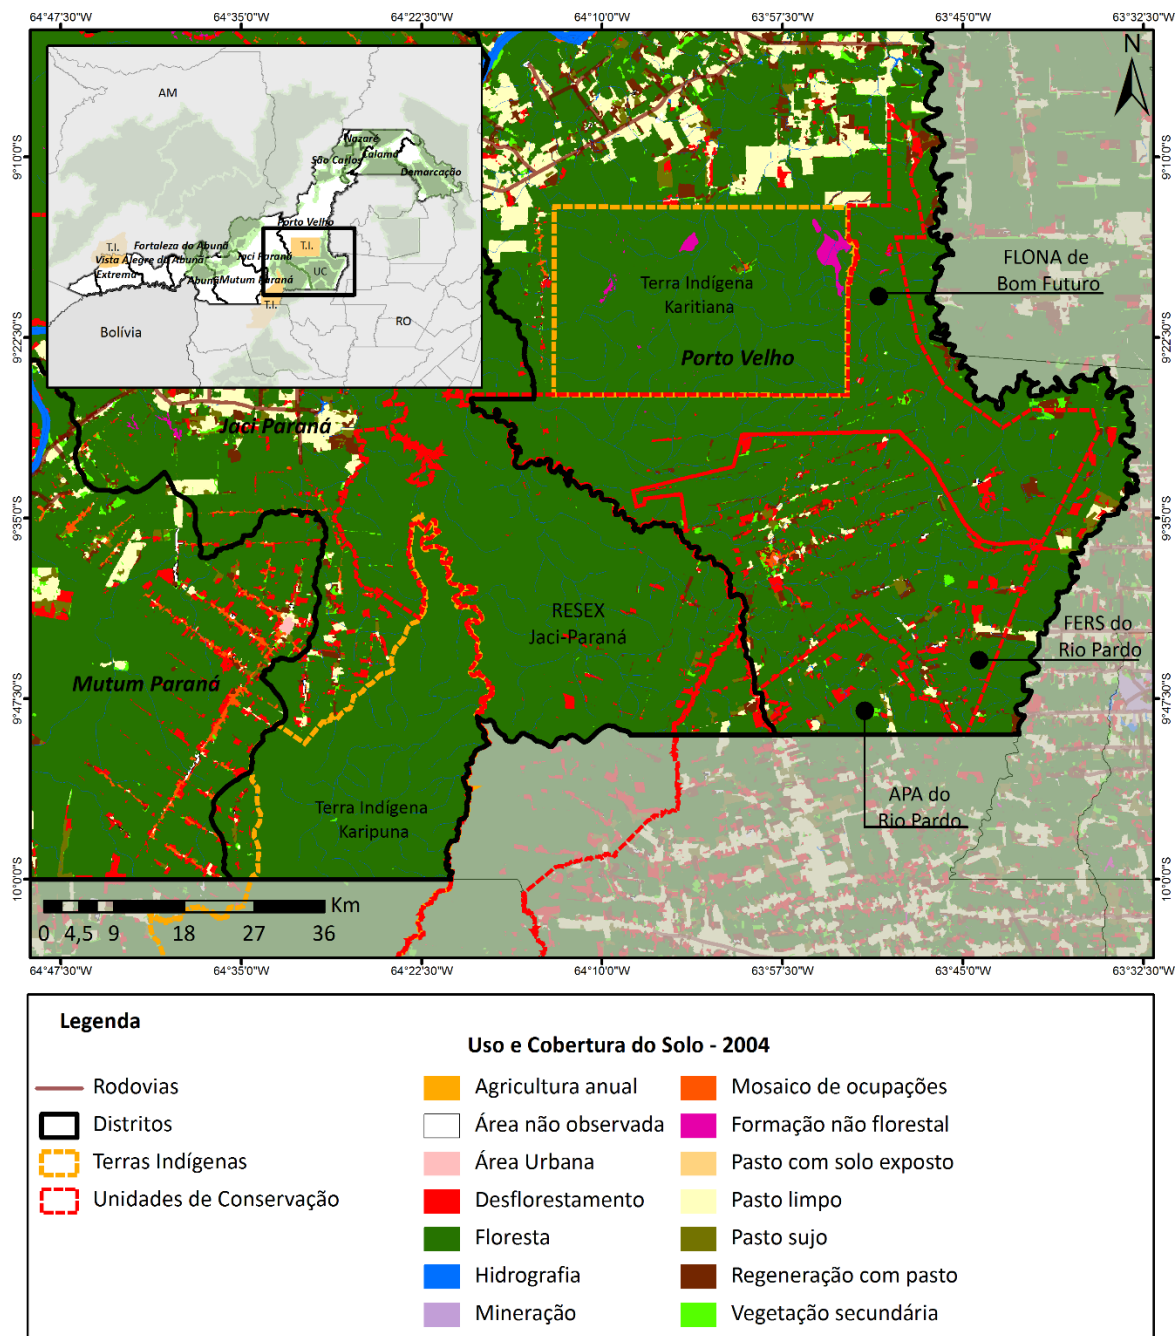 64°47'30"W
64°35'0"W
64°22'30"W
64°10'0"W
63°57'30"W
63°45'0"W
63°32'30"W
N
AM
Nazaré
São Carlos
Calama
Demarcação
9°10'0"S
9°10'0"S
Porto Velho
T.I.
Fortaleza do Abunã
Jaci Paraná
T.I.
Vista Alegre do Abunã
UC
Extrema
Abunã
Mutum Paraná
T.I.
Bolívia
RO
Terra Indígena
Karitiana
FLONA de
Bom Futuro
9°22'30"S
9°22'30"S
Porto Velho
Jaci Paraná
9°35'0"S
9°35'0"S
RESEX
Jaci-Paraná
FERS do
Rio Pardo
Mutum Paraná
9°47'30"S
9°47'30"S
APA do
Rio Pardo
Terra Indígena
Karipuna
10°0'0"S
10°0'0"S
Km
0 4,5 9 18 27 36
64°47'30"W
64°35'0"W
64°22'30"W
64°10'0"W
63°57'30"W
63°45'0"W
63°32'30"W
Legenda
Rodovias
Distritos
Terras Indígenas
Unidades de Conservação
Uso e Cobertura do Solo - 2004
Agricultura anual
Área não observada
Área Urbana
Desflorestamento
Floresta
Hidrografia
Mineração
Mosaico de ocupações
Formação não florestal
Pasto com solo exposto
Pasto limpo
Pasto sujo
Regeneração com pasto
Vegetação secundária